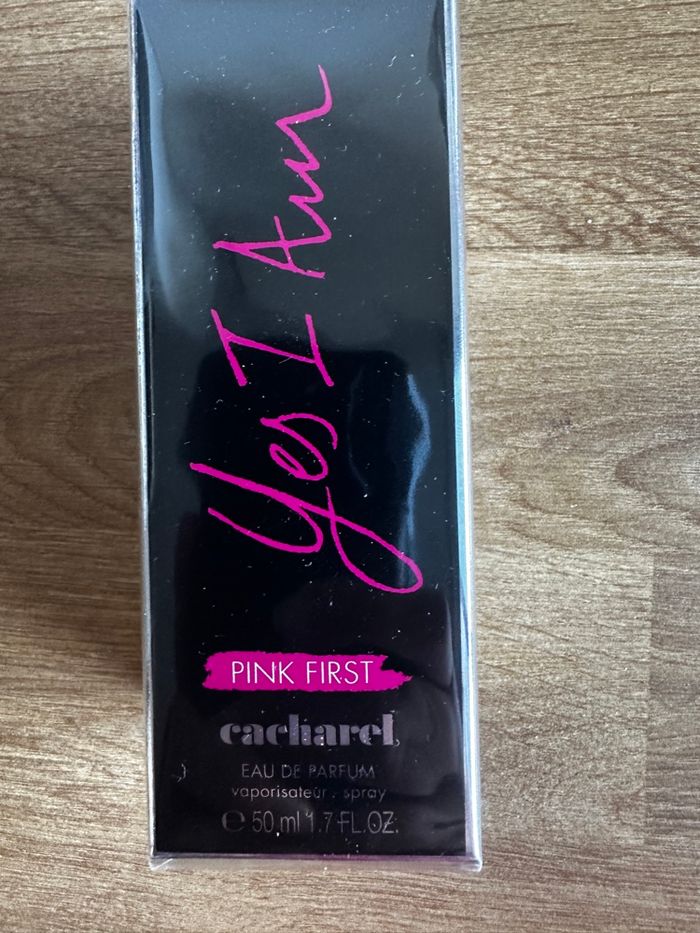 Yes I Am
PINK FIRST
cacharel
EAU DE PARFUM
vaporisateur . spray
℮ 50 ml 1.7 FL.OZ.